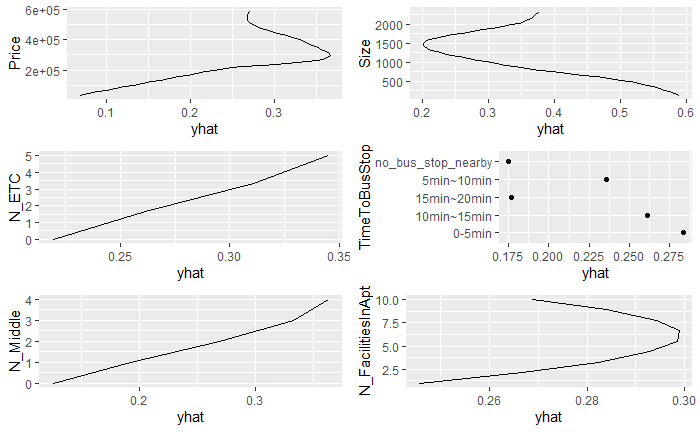 Price
6e+05
4e+05
2e+05
0.1 0.2 0.3
yhat
Size
2000
1500
1000
500
0.2 0.3 0.4 0.5 0.6
yhat
N_ETC
5
4
3
2
1
0
0.25 0.30 0.35
yhat
TimeToBusStop
no_bus_stop_nearby
5min~10min
15min~20min
10min~15min
0-5min
0.175 0.200 0.225 0.250 0.275
yhat
N_Middle
4
3
2
1
0
0.2 0.3
yhat
N_FacilitiesInApt
10.0
7.5
5.0
2.5
0.26 0.28 0.30
yhat